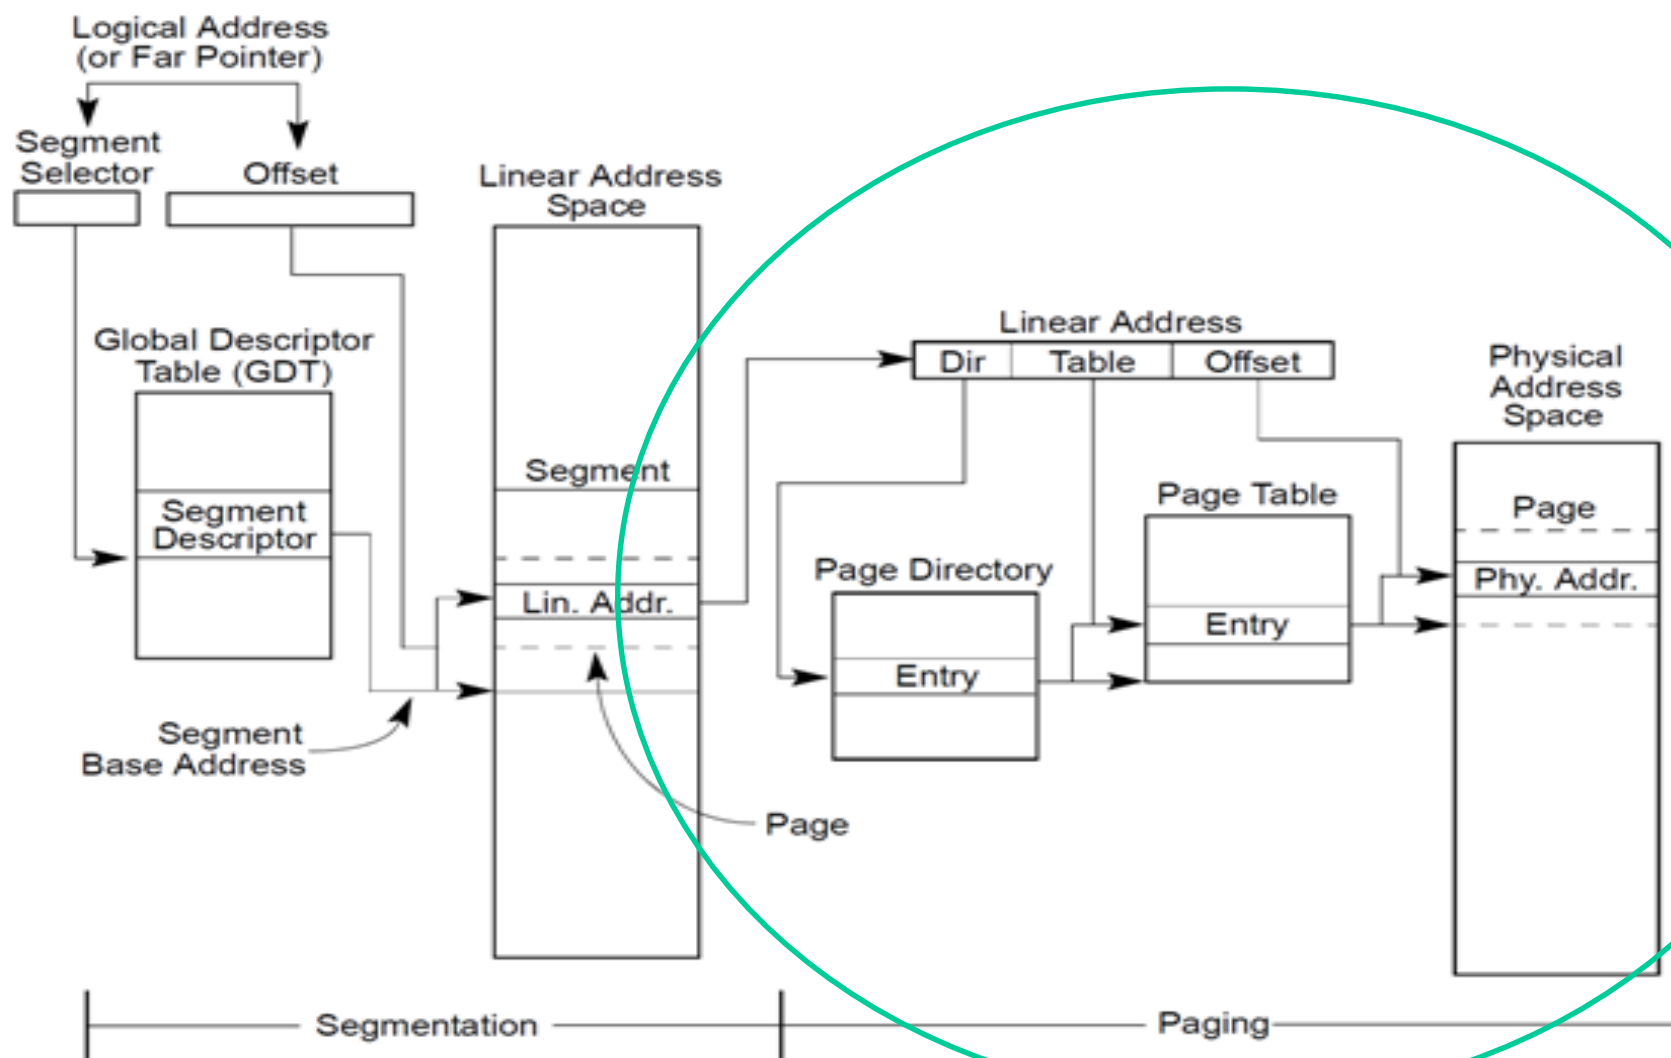 Logical Address
(or Far Pointer)
Segment
Selector
Offset
Linear Address
Space
Global Descriptor
Table (GDT)
Segment
Descriptor
Segment
Lin. Addr.
Segment
Base Address
Page
Linear Address
Dir
Table
Offset
Page Directory
Entry
Page Table
Entry
Physical
Address
Space
Page
Phy. Addr.
Segmentation
Paging